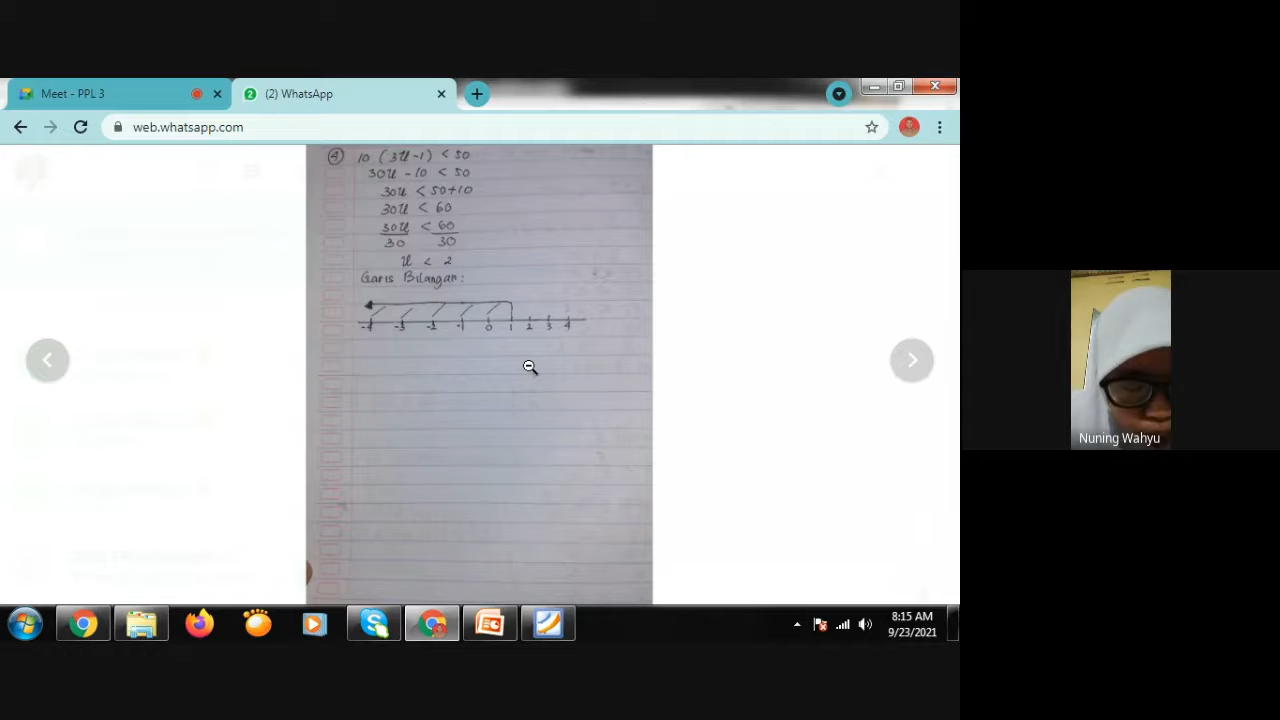 Meet - PPL 3
(2) WhatsApp
web.whatsapp.com
4 10 (3u-1) < 50
30u - 10 < 50
30u < 50+10
30u < 60
30u < 60
30 30
u < 2
Garis Bilangan:
-4 -3 -2 -1 0 1 2 3 4
Nuning Wahyu
8:15 AM
9/23/2021